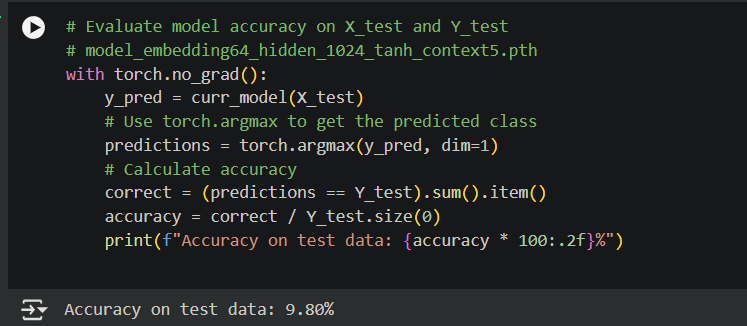 # Evaluate model accuracy on X_test and Y_test
# model_embedding64_hidden_1024_tanh_context5.pth
with torch.no_grad():
    y_pred = curr_model(X_test)
    # Use torch.argmax to get the predicted class
    predictions = torch.argmax(y_pred, dim=1)
    # Calculate accuracy
    correct = (predictions == Y_test).sum().item()
    accuracy = correct / Y_test.size(0)
    print(f"Accuracy on test data: {accuracy * 100:.2f}%")
Accuracy on test data: 9.80%